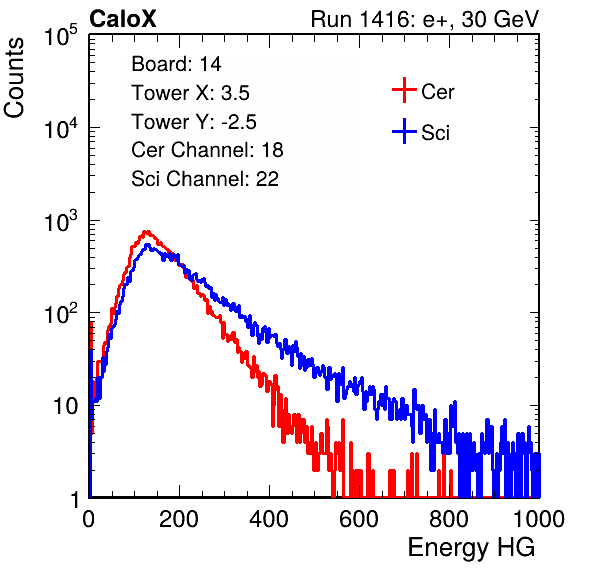 CaloX Run 1416: e+, 30 GeV
Board: 14
Tower X: 3.5
Tower Y: -2.5
Cer Channel: 18
Sci Channel: 22
Cer
Sci
Counts
10^5
10^4
10^3
10^2
10
1
0 200 400 600 800 1000
Energy HG